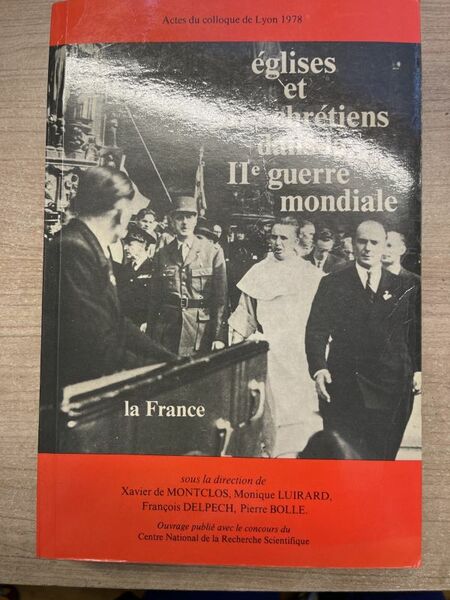 Actes du colloque de Lyon 1978
églises
et
chrétiens
dans la
IIe guerre
mondiale
la France
sous la direction de
Xavier de MONTCLOS, Monique LUIRARD,
François DELPECH, Pierre BOLLE.
Ouvrage publié avec le concours du
Centre National de la Recherche Scientifique